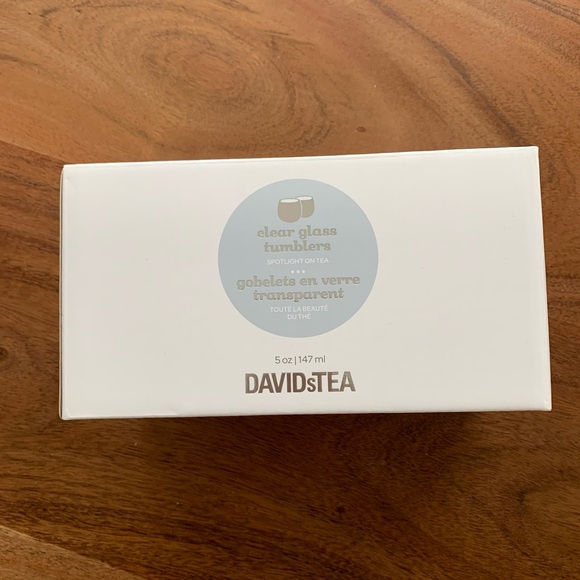 clear glass
tumblers
SPOTLIGHT ON TEA
•••
gobelets en verre
transparent
TOUTE LA BEAUTÉ
DU THÉ
5 oz | 147 ml
DAVIDsTEA